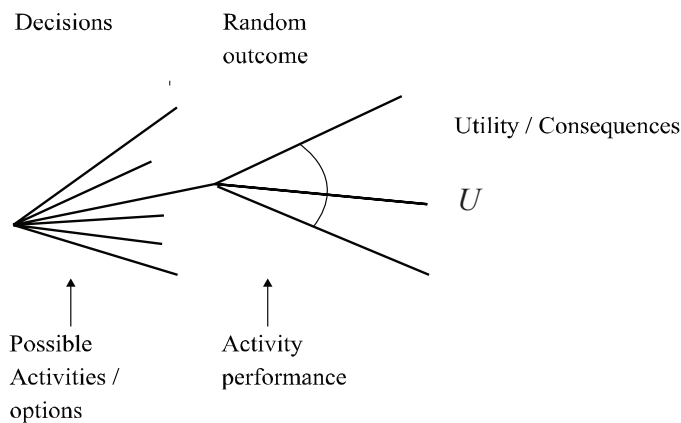 Decisions
Random
outcome
Utility / Consequences
U
Possible
Activities /
options
Activity
performance